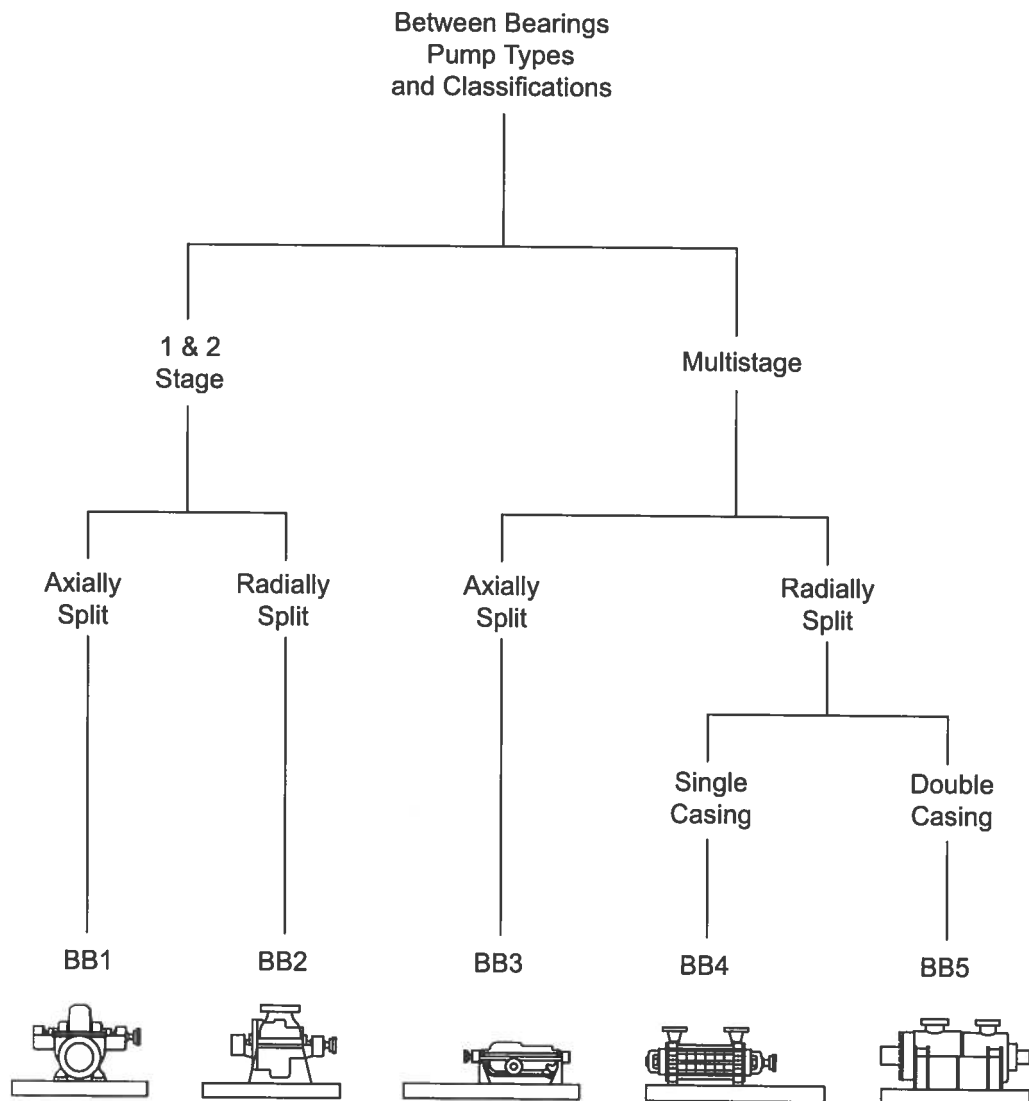 Between Bearings
Pump Types
and Classifications
1 & 2
Stage
Multistage
Axially
Split
Radially
Split
Axially
Split
Radially
Split
Single
Casing
Double
Casing
BB1
BB2
BB3
BB4
BB5